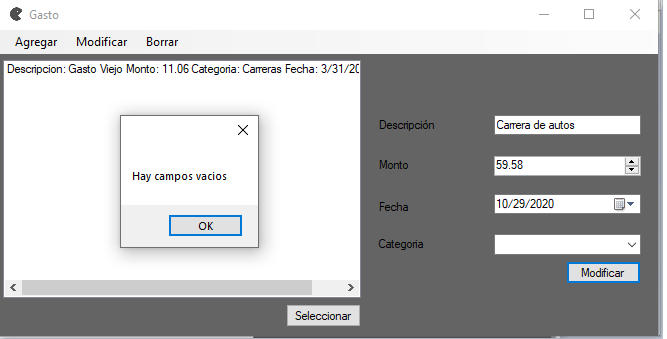 Gasto
Agregar Modificar Borrar
Descripcion: Gasto Viejo Monto: 11.06 Categoria: Carreras Fecha: 3/31/20
Hay campos vacios
OK
Descripción Carrera de autos
Monto 59.58
Fecha 10/29/2020
Categoria
Modificar
Seleccionar